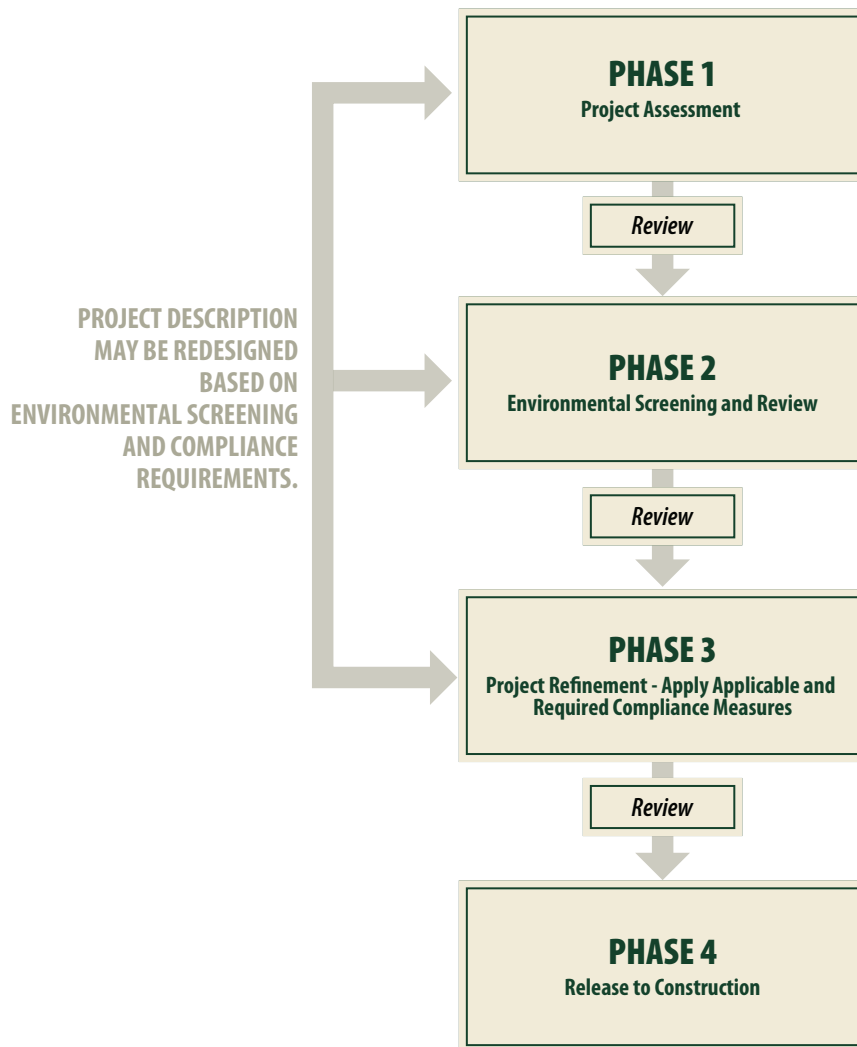 PHASE 1
Project Assessment
Review
PROJECT DESCRIPTION
MAY BE REDESIGNED
BASED ON
ENVIRONMENTAL SCREENING
AND COMPLIANCE
REQUIREMENTS.
PHASE 2
Environmental Screening and Review
Review
PHASE 3
Project Refinement - Apply Applicable and
Required Compliance Measures
Review
PHASE 4
Release to Construction